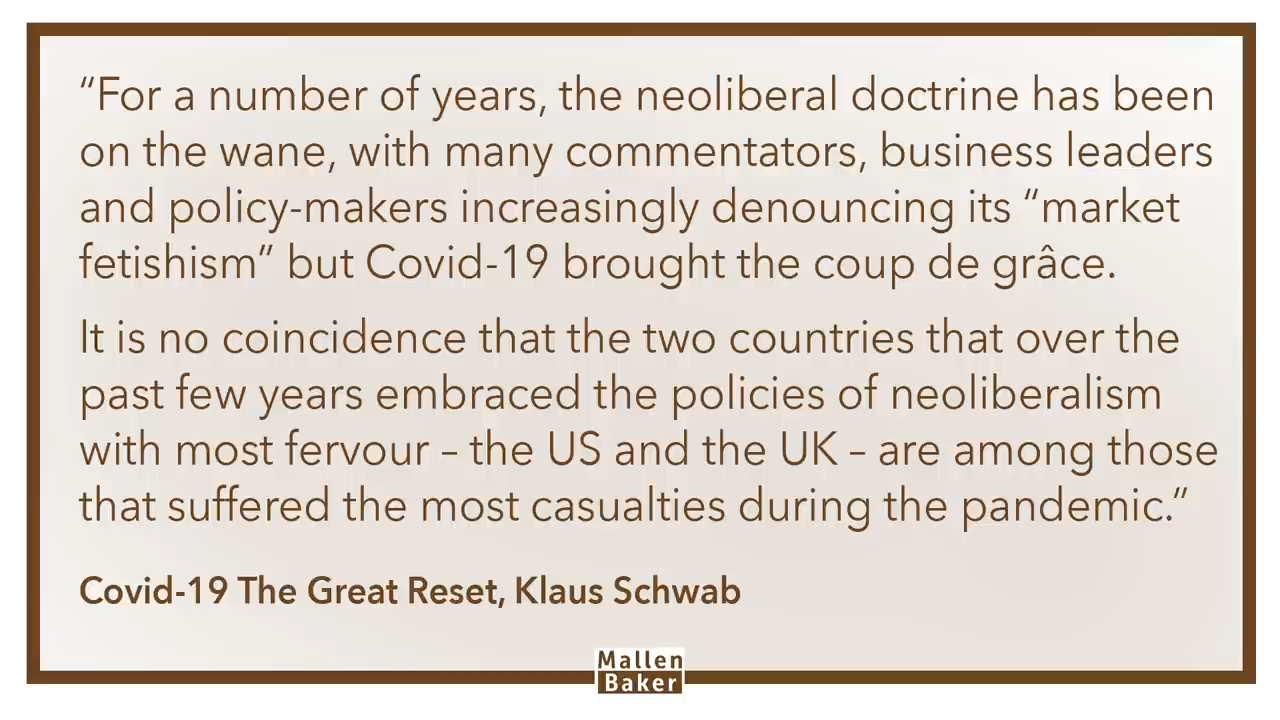 “For a number of years, the neoliberal doctrine has been
on the wane, with many commentators, business leaders
and policy-makers increasingly denouncing its “market
fetishism” but Covid-19 brought the coup de grâce.
It is no coincidence that the two countries that over the
past few years embraced the policies of neoliberalism
with most fervour – the US and the UK – are among those
that suffered the most casualties during the pandemic.”
Covid-19 The Great Reset, Klaus Schwab
Mallen
Baker